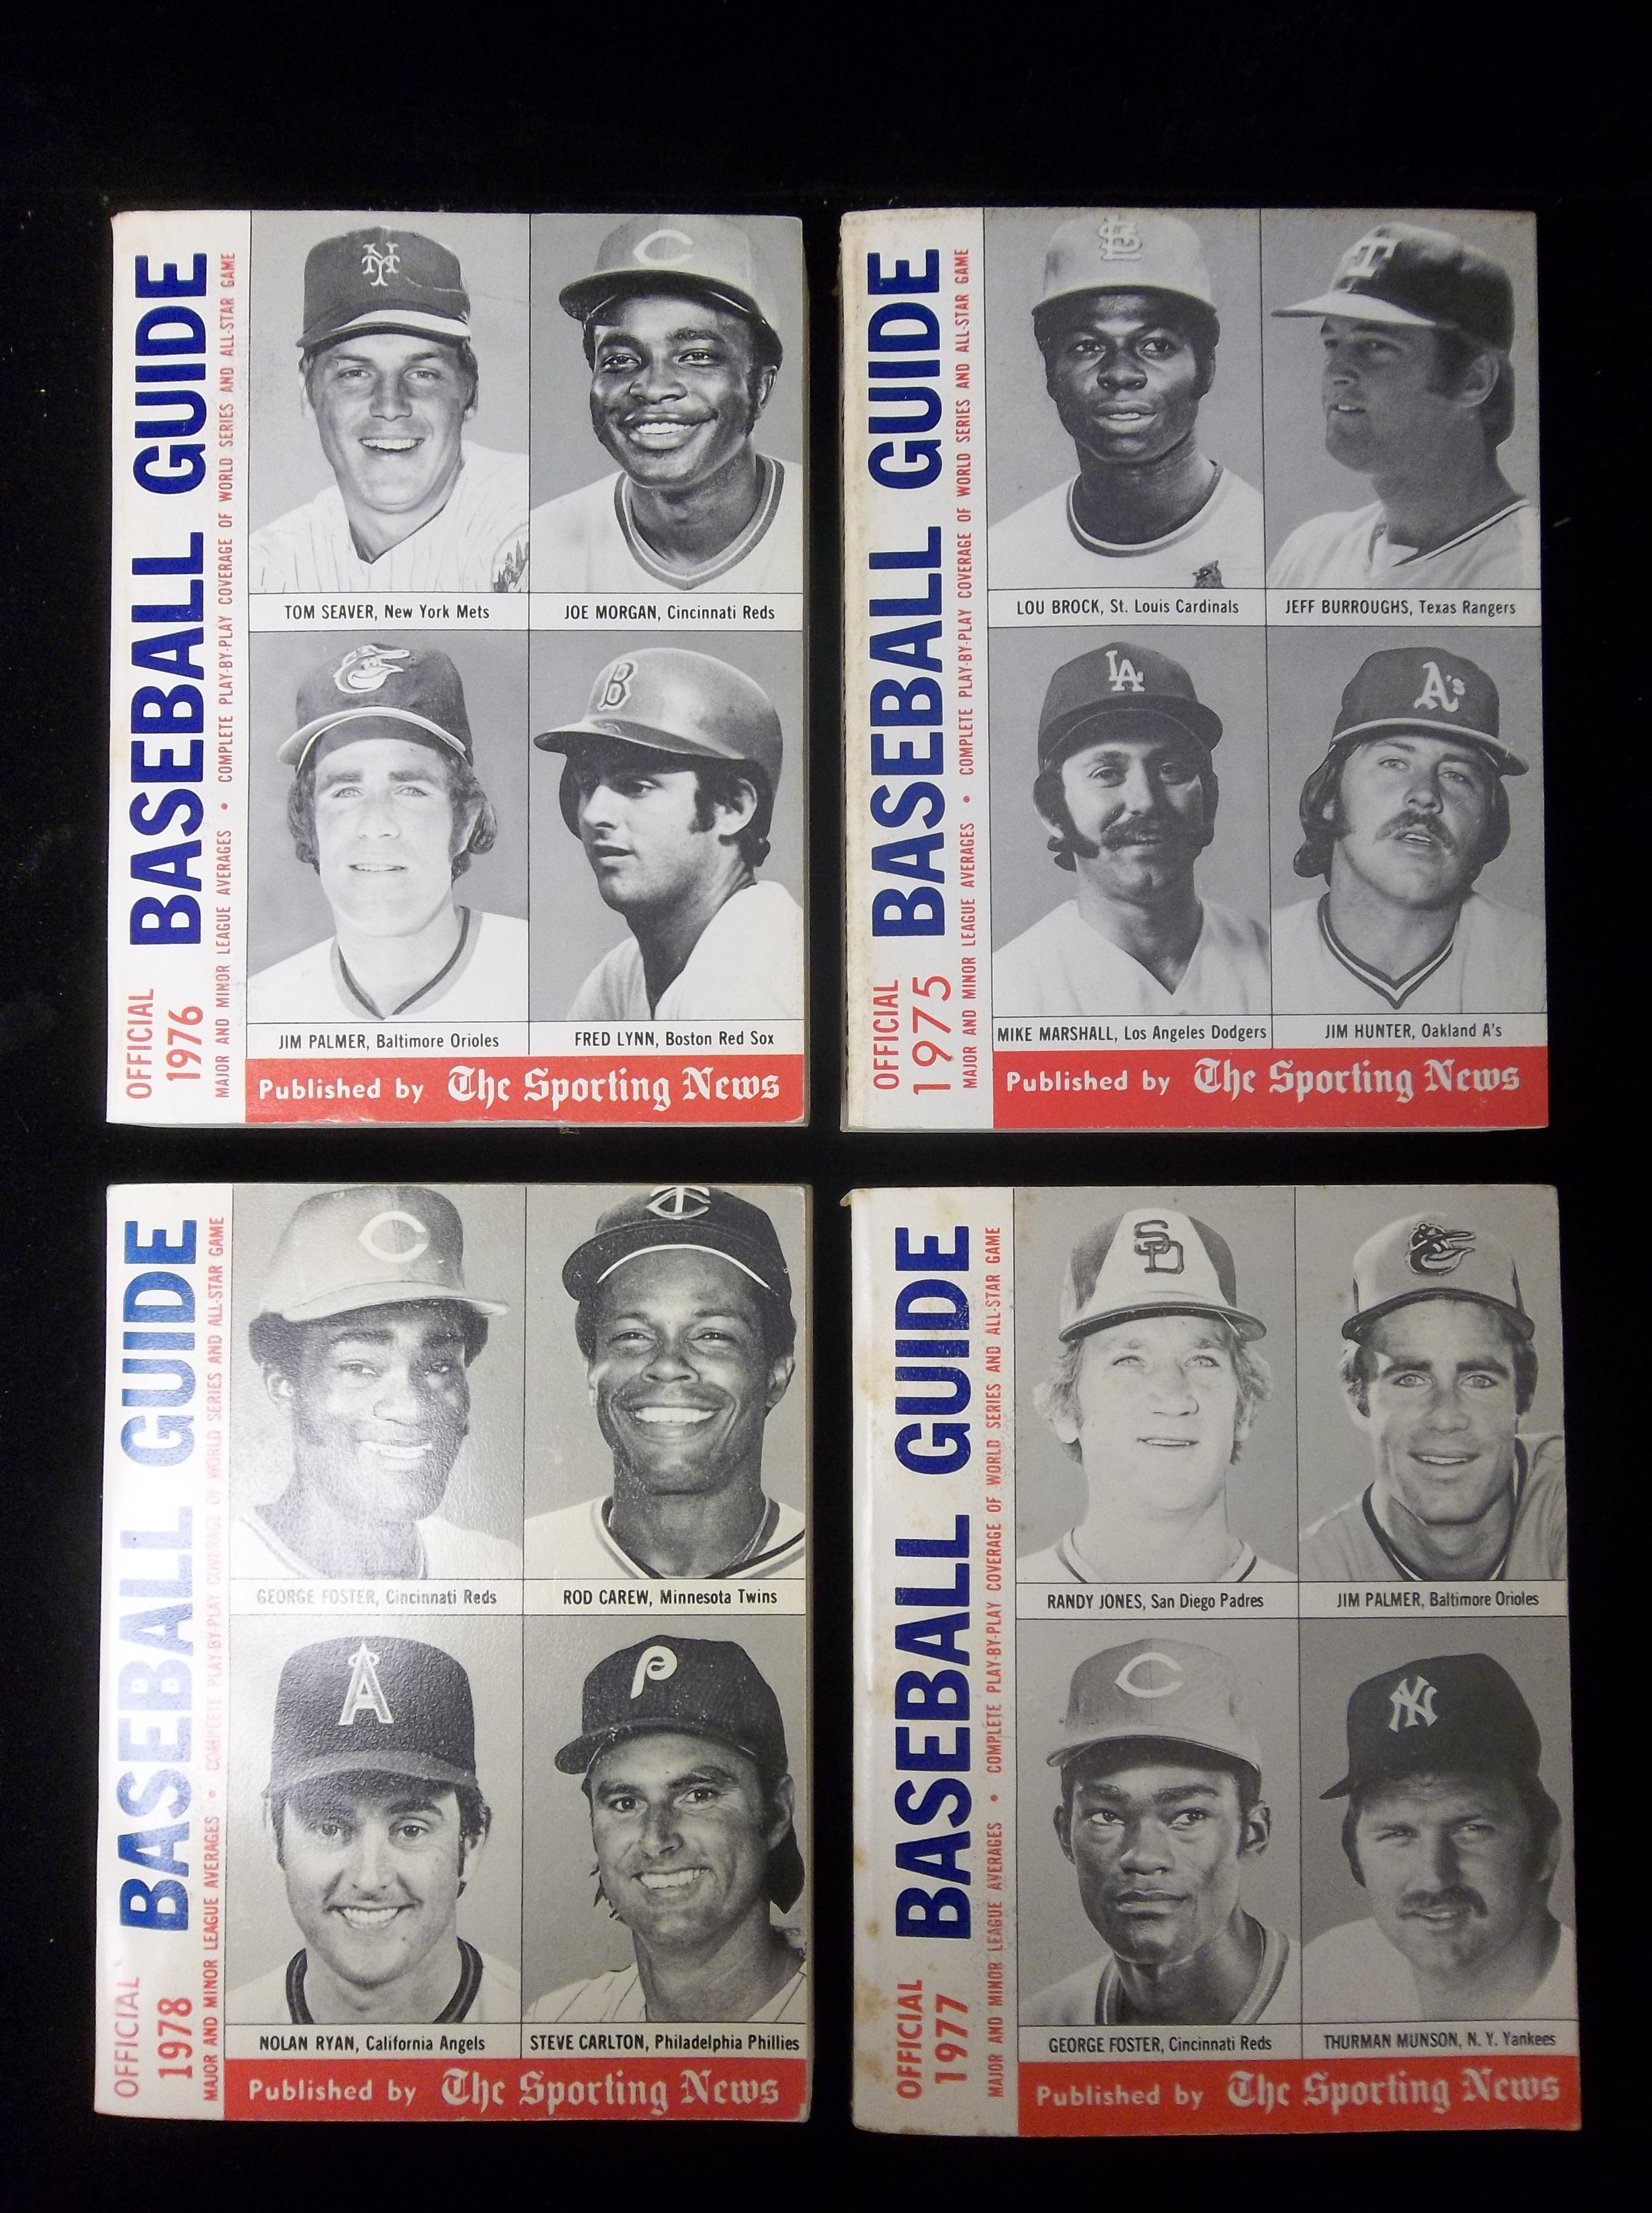 OFFICIAL
1976
BASEBALL GUIDE
MAJOR AND MINOR LEAGUE AVERAGES • COMPLETE PLAY-BY-PLAY COVERAGE OF WORLD SERIES AND ALL-STAR GAME
NY
C
TOM SEAVER, New York Mets
JOE MORGAN, Cincinnati Reds
B
JIM PALMER, Baltimore Orioles
FRED LYNN, Boston Red Sox
Published by The Sporting News
OFFICIAL
1975
BASEBALL GUIDE
MAJOR AND MINOR LEAGUE AVERAGES • COMPLETE PLAY-BY-PLAY COVERAGE OF WORLD SERIES AND ALL-STAR GAME
STL
T
LOU BROCK, St. Louis Cardinals
JEFF BURROUGHS, Texas Rangers
LA
A's
MIKE MARSHALL, Los Angeles Dodgers
JIM HUNTER, Oakland A's
Published by The Sporting News
OFFICIAL
1978
BASEBALL GUIDE
MAJOR AND MINOR LEAGUE AVERAGES • COMPLETE PLAY-BY-PLAY COVERAGE OF WORLD SERIES AND ALL-STAR GAME
C
TC
GEORGE FOSTER, Cincinnati Reds
ROD CAREW, Minnesota Twins
A
P
NOLAN RYAN, California Angels
STEVE CARLTON, Philadelphia Phillies
Published by The Sporting News
OFFICIAL
1977
BASEBALL GUIDE
MAJOR AND MINOR LEAGUE AVERAGES • COMPLETE PLAY-BY-PLAY COVERAGE OF WORLD SERIES AND ALL-STAR GAME
SD
RANDY JONES, San Diego Padres
JIM PALMER, Baltimore Orioles
C
NY
GEORGE FOSTER, Cincinnati Reds
THURMAN MUNSON, N. Y. Yankees
Published by The Sporting News